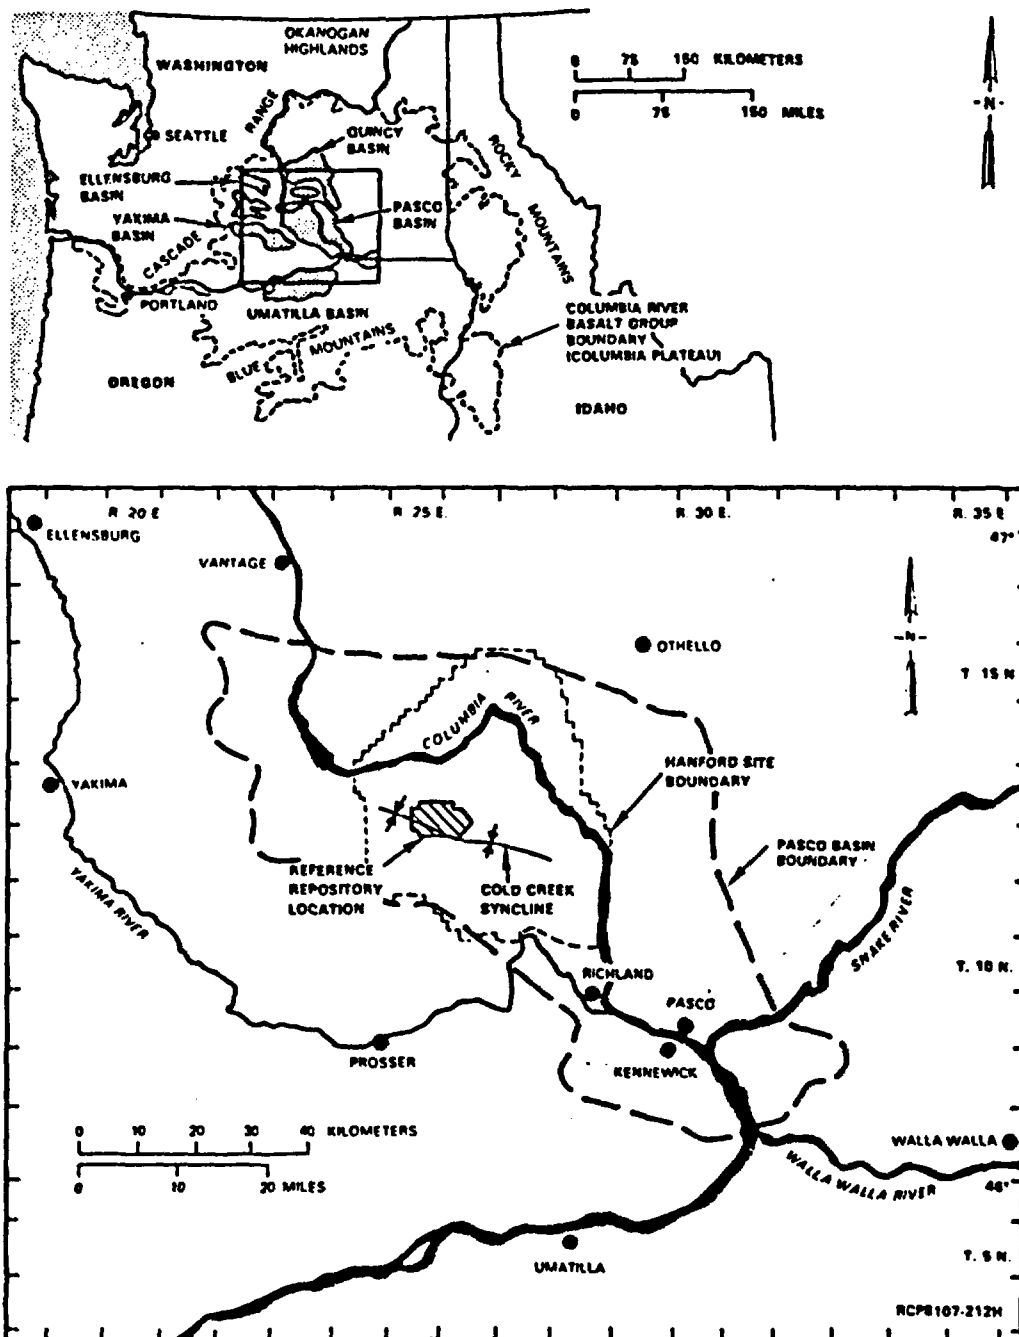 OKANOGAN
HIGHLANDS
WASHINGTON
0 75 150 KILOMETERS
0 75 150 MILES
-N-
RANGE
SEATTLE
QUINCY
BASIN
ROCKY
ELLENSBURG
BASIN
YAKIMA
BASIN
PASCO
BASIN
MOUNTAINS
CASCADE
PORTLAND
UMATILLA BASIN
COLUMBIA RIVER
BASALT GROUP
BOUNDARY
(COLUMBIA PLATEAU)
BLUE MOUNTAINS
OREGON
IDAHO
R. 20 E. R. 25 E. R. 30 E. R. 35 E
ELLENSBURG
47°
VANTAGE
-N-
OTHELLO
T 15 N
COLUMBIA RIVER
HANFORD SITE
BOUNDARY
YAKIMA
PASCO BASIN
BOUNDARY
REFERENCE
REPOSITORY
LOCATION
COLD CREEK
SYNCLINE
YAKIMA RIVER
SNAKE RIVER
RICHLAND
T. 10 N.
PASCO
PROSSER
KENNEWICK
0 10 20 30 40 KILOMETERS
0 10 20 MILES
WALLA WALLA
WALLA WALLA RIVER
46°
UMATILLA
T. 5 N.
RCP8107-212H